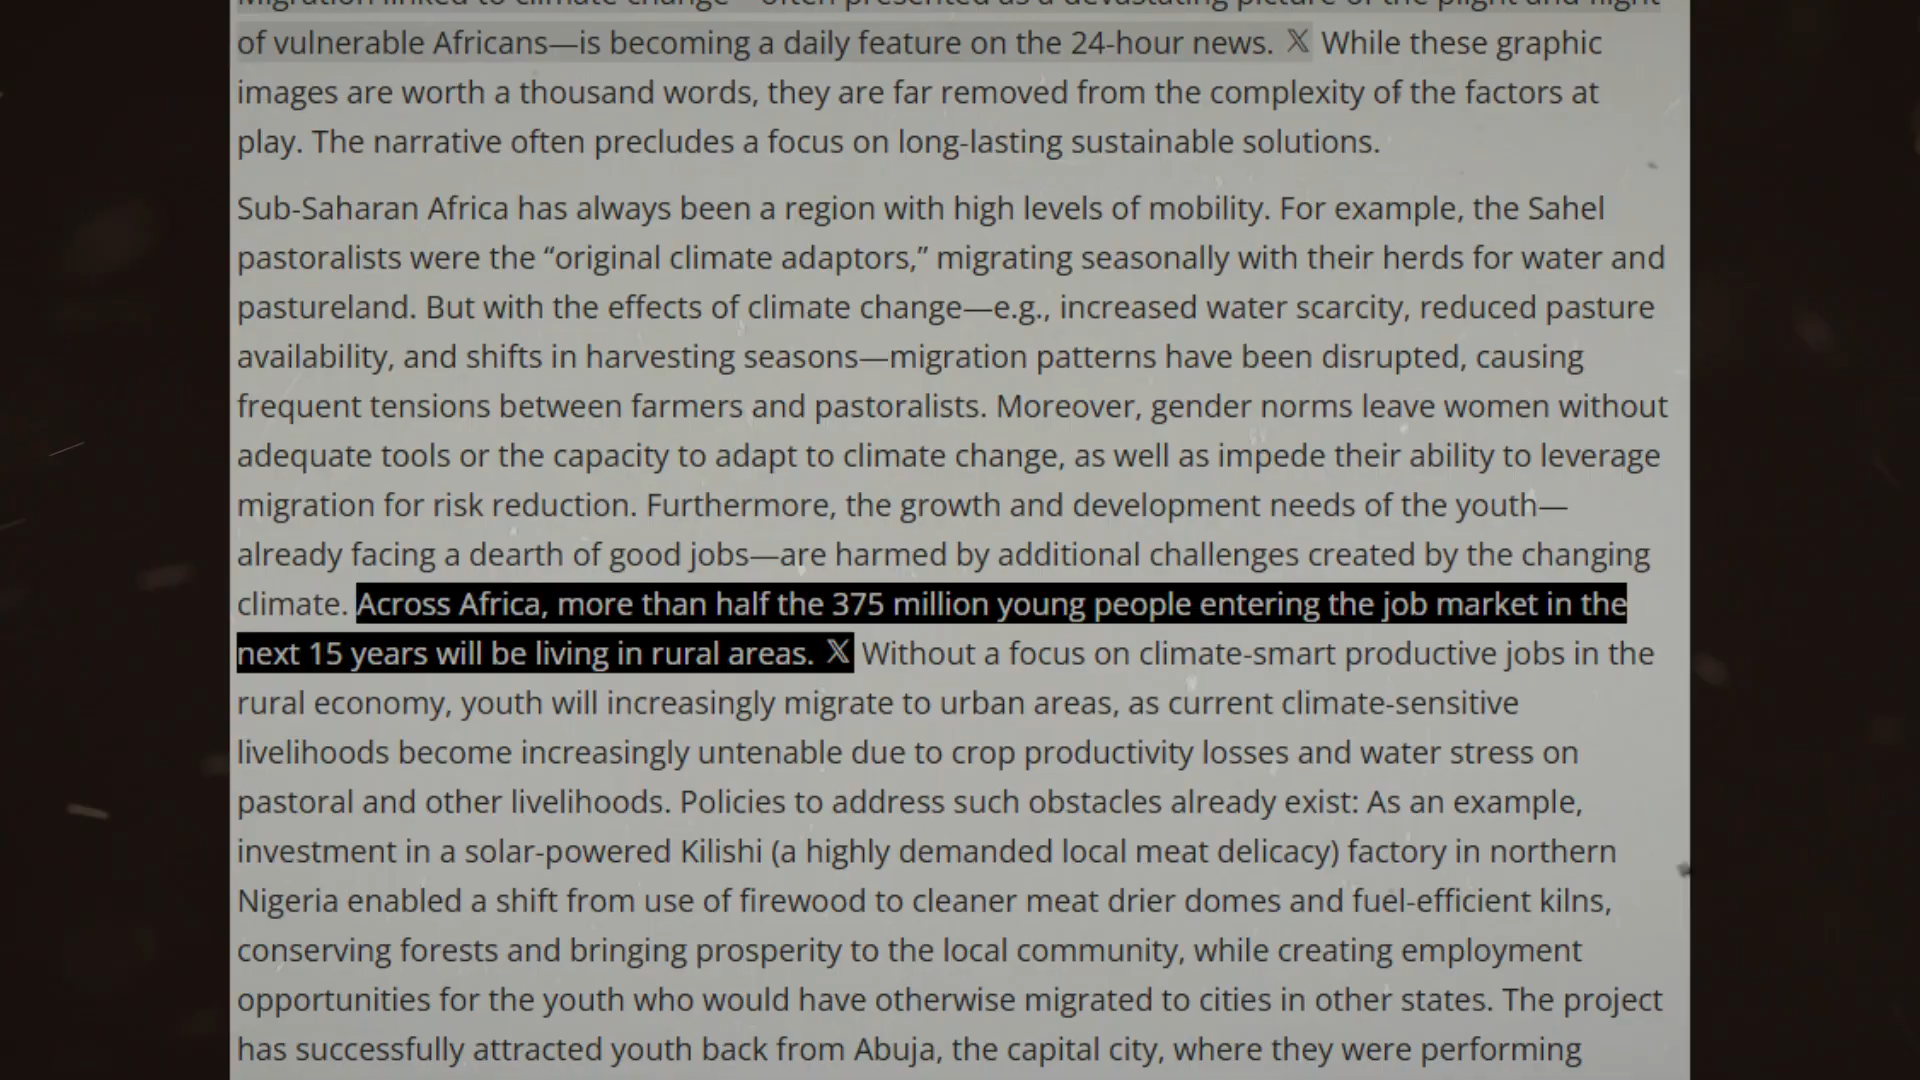 Migration linked to climate change—often presented as a devastating picture of the plight and flight
of vulnerable Africans—is becoming a daily feature on the 24-hour news. 𝕏 While these graphic
images are worth a thousand words, they are far removed from the complexity of the factors at
play. The narrative often precludes a focus on long-lasting sustainable solutions.
Sub-Saharan Africa has always been a region with high levels of mobility. For example, the Sahel
pastoralists were the “original climate adaptors,” migrating seasonally with their herds for water and
pastureland. But with the effects of climate change—e.g., increased water scarcity, reduced pasture
availability, and shifts in harvesting seasons—migration patterns have been disrupted, causing
frequent tensions between farmers and pastoralists. Moreover, gender norms leave women without
adequate tools or the capacity to adapt to climate change, as well as impede their ability to leverage
migration for risk reduction. Furthermore, the growth and development needs of the youth—
already facing a dearth of good jobs—are harmed by additional challenges created by the changing
climate. Across Africa, more than half the 375 million young people entering the job market in the
next 15 years will be living in rural areas. 𝕏 Without a focus on climate-smart productive jobs in the
rural economy, youth will increasingly migrate to urban areas, as current climate-sensitive
livelihoods become increasingly untenable due to crop productivity losses and water stress on
pastoral and other livelihoods. Policies to address such obstacles already exist: As an example,
investment in a solar-powered Kilishi (a highly demanded local meat delicacy) factory in northern
Nigeria enabled a shift from use of firewood to cleaner meat drier domes and fuel-efficient kilns,
conserving forests and bringing prosperity to the local community, while creating employment
opportunities for the youth who would have otherwise migrated to cities in other states. The project
has successfully attracted youth back from Abuja, the capital city, where they were performing